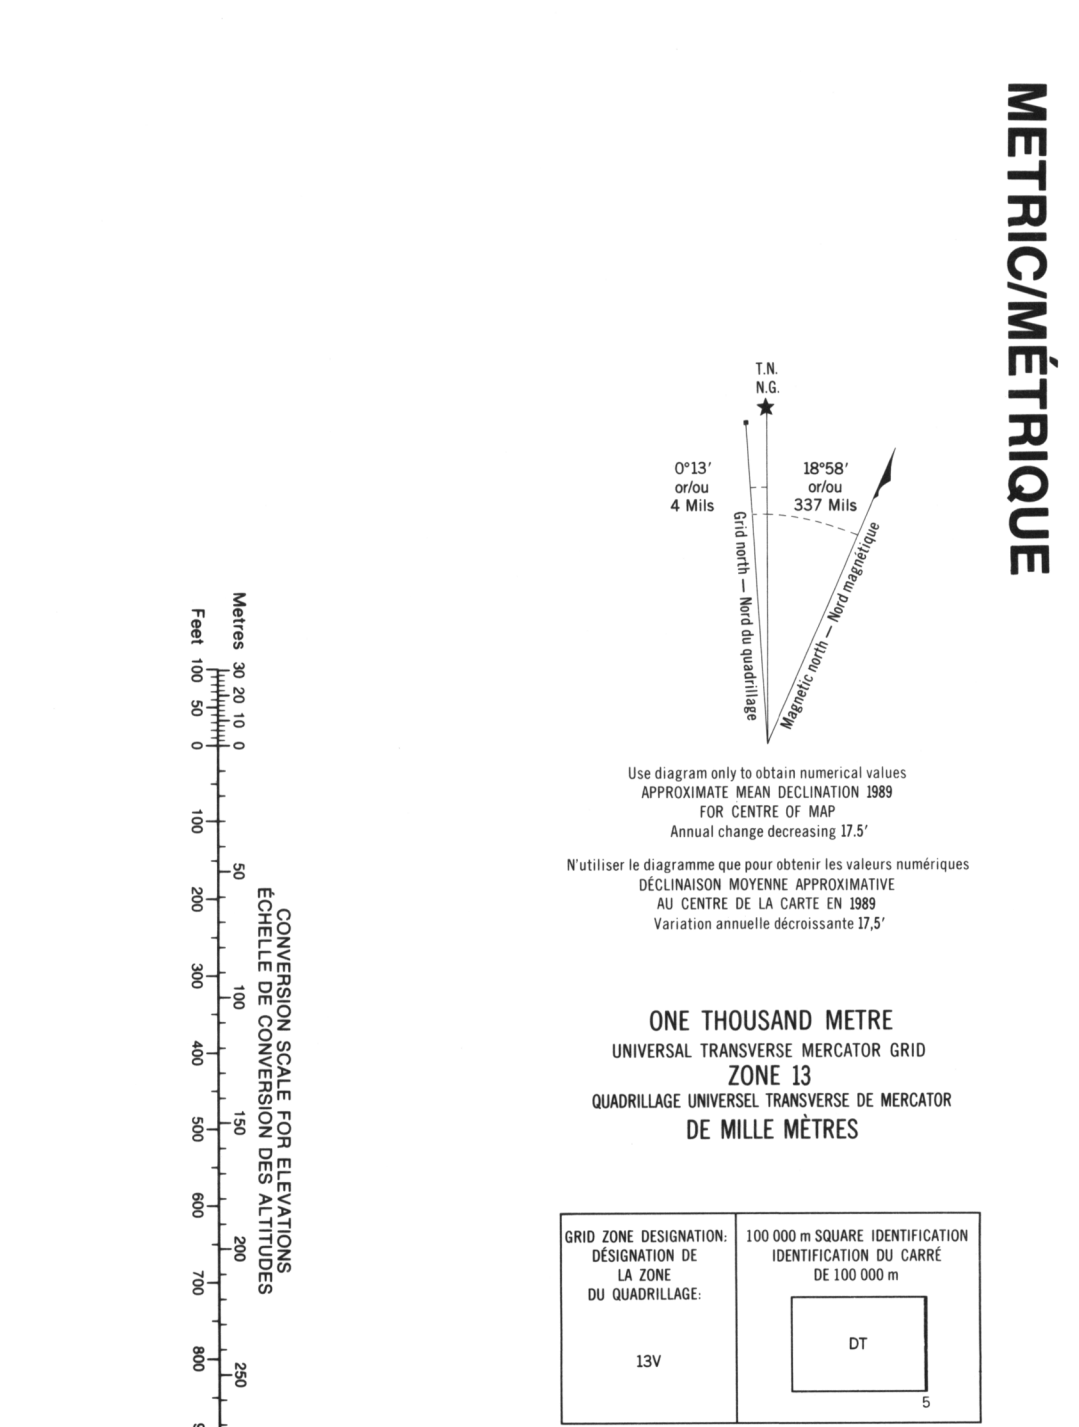 METRIC/MÉTRIQUE
T.N.
N.G.
0°13′
or/ou
4 Mils
18°58′
or/ou
337 Mils
Grid north — Nord du quadrillage
Magnetic north — Nord magnétique
Use diagram only to obtain numerical values
APPROXIMATE MEAN DECLINATION 1989
FOR CENTRE OF MAP
Annual change decreasing 17.5′
N'utiliser le diagramme que pour obtenir les valeurs numériques
DÉCLINAISON MOYENNE APPROXIMATIVE
AU CENTRE DE LA CARTE EN 1989
Variation annuelle décroissante 17,5′
ONE THOUSAND METRE
UNIVERSAL TRANSVERSE MERCATOR GRID
ZONE 13
QUADRILLAGE UNIVERSEL TRANSVERSE DE MERCATOR
DE MILLE MÈTRES
GRID ZONE DESIGNATION:
DÉSIGNATION DE
LA ZONE
DU QUADRILLAGE:
13V
100 000 m SQUARE IDENTIFICATION
IDENTIFICATION DU CARRÉ
DE 100 000 m
DT
5
CONVERSION SCALE FOR ELEVATIONS
ÉCHELLE DE CONVERSION DES ALTITUDES
Metres 30 20 10 0 50 100 150 200 250
Feet 100 50 0 100 200 300 400 500 600 700 800